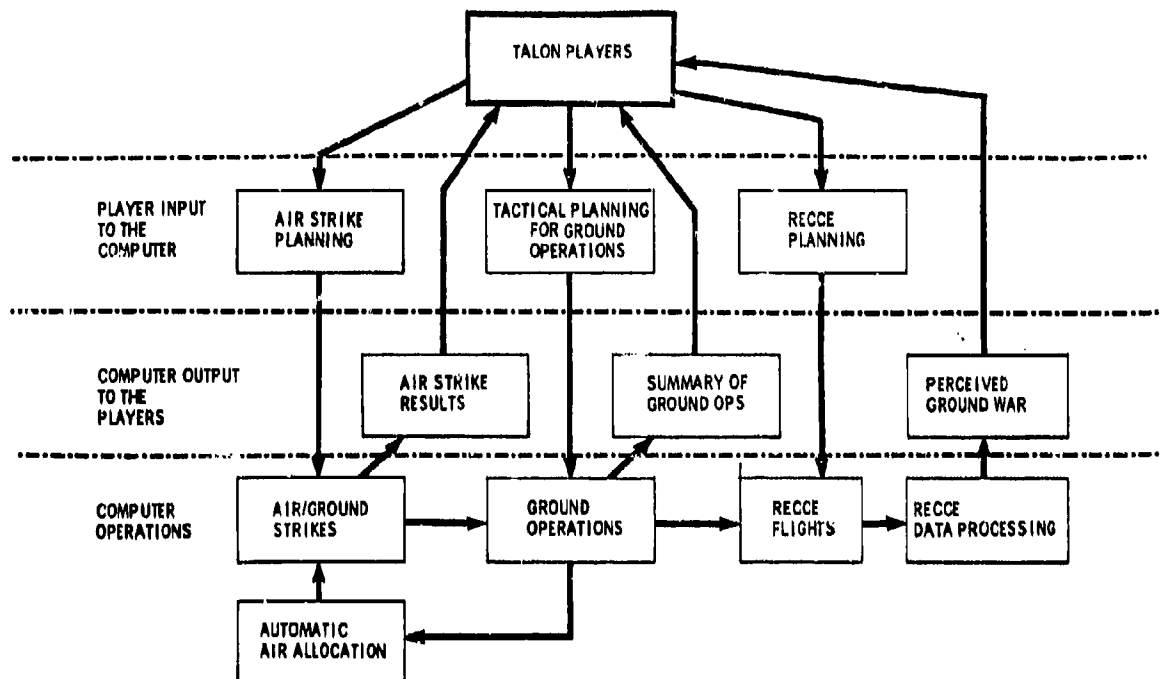 TALON PLAYERS
PLAYER INPUT
TO THE
COMPUTER
AIR STRIKE
PLANNING
TACTICAL PLANNING
FOR GROUND
OPERATIONS
RECCE
PLANNING
COMPUTER OUTPUT
TO THE
PLAYERS
AIR STRIKE
RESULTS
SUMMARY OF
GROUND OPS
PERCEIVED
GROUND WAR
COMPUTER
OPERATIONS
AIR/GROUND
STRIKES
GROUND
OPERATIONS
RECCE
FLIGHTS
RECCE
DATA PROCESSING
AUTOMATIC
AIR ALLOCATION